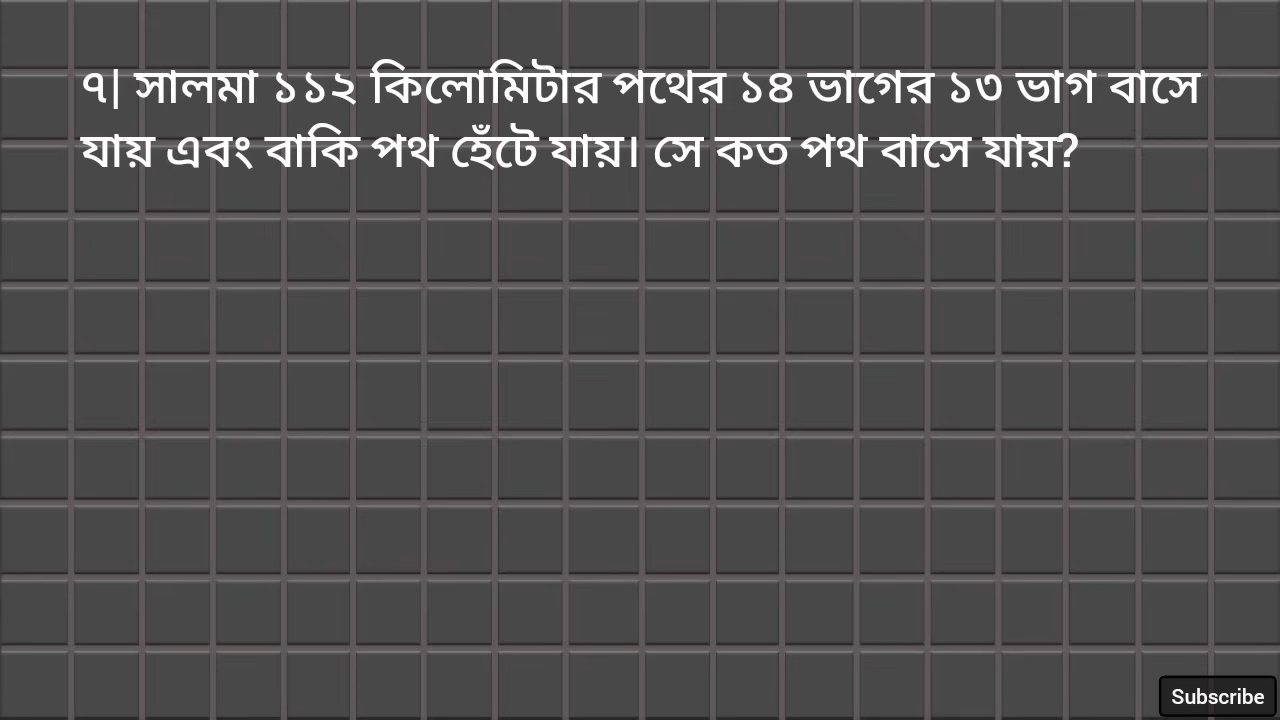 ৭| সালমা ১১২ কিলোমিটার পথের ১৪ ভাগের ১৩ ভাগ বাসে
যায় এবং বাকি পথ হেঁটে যায়। সে কত পথ বাসে যায়?
Subscribe